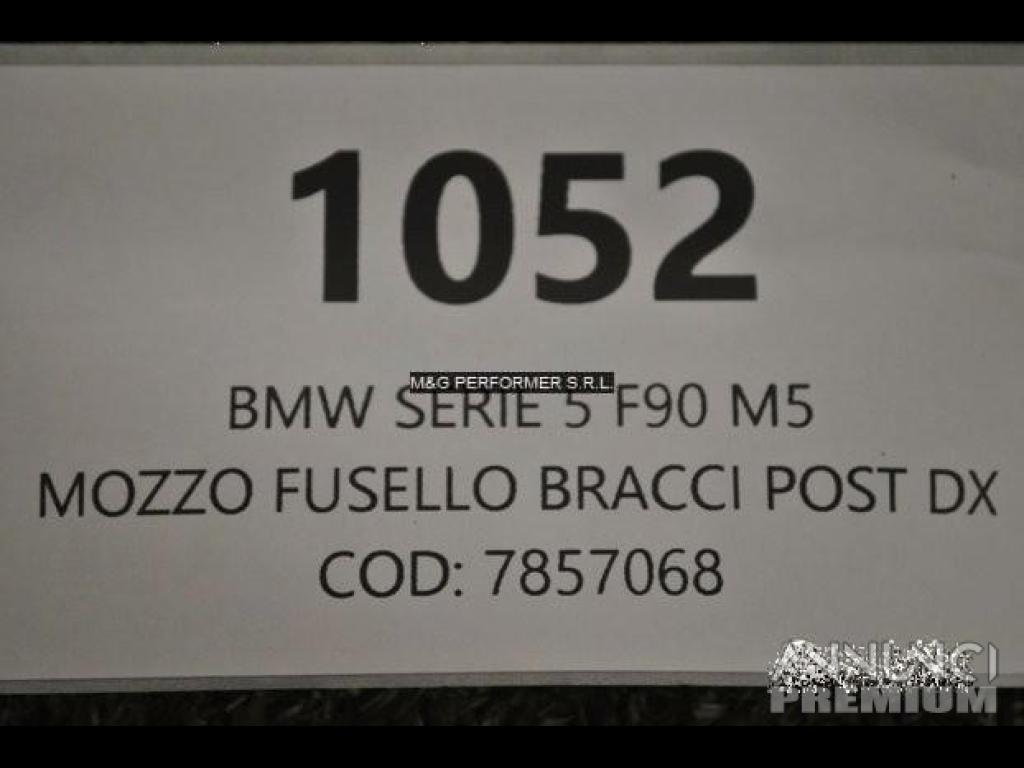 1052
M&G PERFORMER S.R.L.
BMW SERIE 5 F90 M5
MOZZO FUSELLO BRACCI POST DX
COD: 7857068
ANNUNCI
PREMIUM